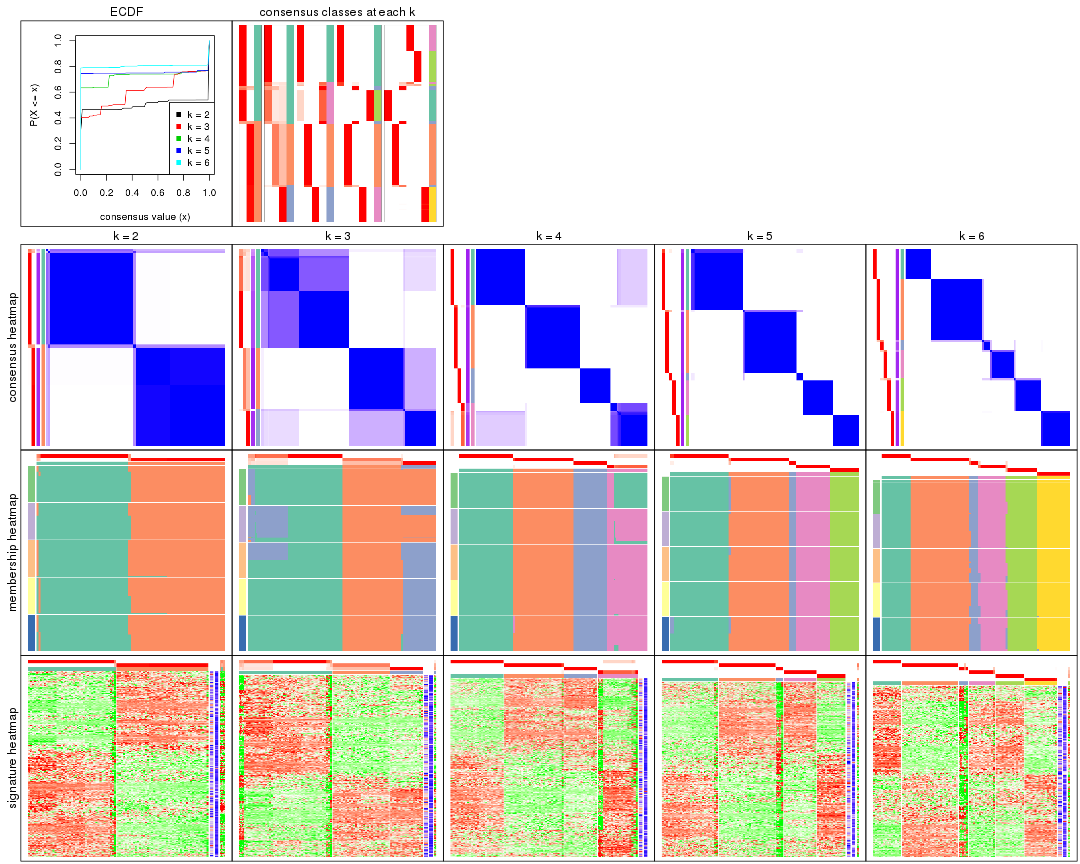 ECDF
consensus classes at each k
P(X <= x)
0.0 0.2 0.4 0.6 0.8 1.0
k = 2
k = 3
k = 4
k = 5
k = 6
0.0 0.2 0.4 0.6 0.8 1.0
consensus value (x)
k = 2 k = 3 k = 4 k = 5 k = 6
consensus heatmap
membership heatmap
signature heatmap